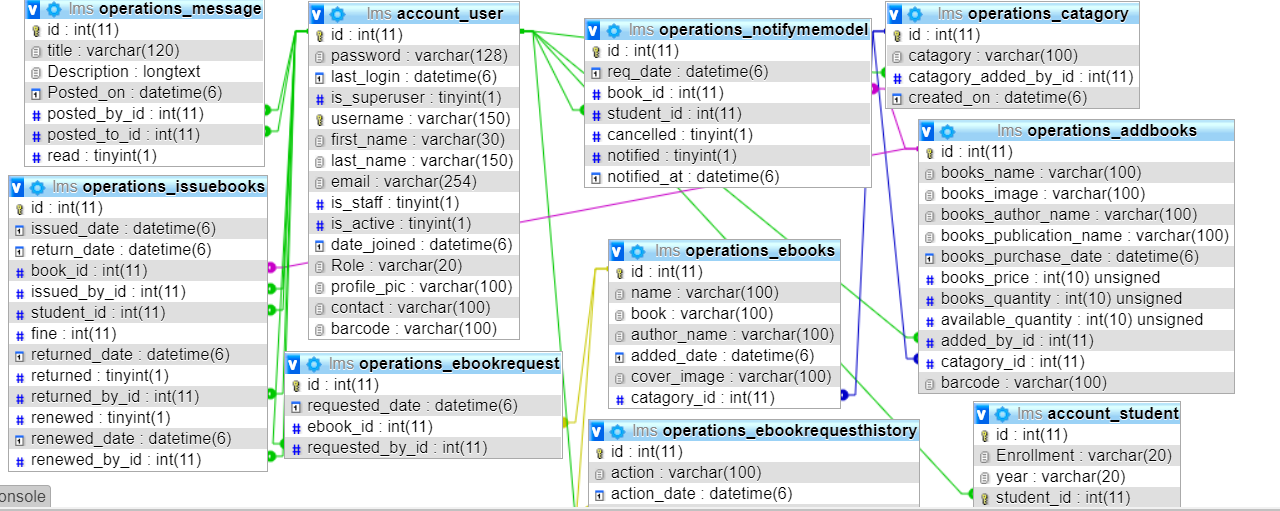 lms operations_message
id : int(11)
title : varchar(120)
Description : longtext
Posted_on : datetime(6)
posted_by_id : int(11)
posted_to_id : int(11)
read : tinyint(1)
lms operations_issuebooks
id : int(11)
issued_date : datetime(6)
return_date : datetime(6)
book_id : int(11)
issued_by_id : int(11)
student_id : int(11)
fine : int(11)
returned_date : datetime(6)
returned : tinyint(1)
returned_by_id : int(11)
renewed : tinyint(1)
renewed_date : datetime(6)
renewed_by_id : int(11)
onsole
lms account_user
id : int(11)
password : varchar(128)
last_login : datetime(6)
is_superuser : tinyint(1)
username : varchar(150)
first_name : varchar(30)
last_name : varchar(150)
email : varchar(254)
is_staff : tinyint(1)
is_active : tinyint(1)
date_joined : datetime(6)
Role : varchar(20)
profile_pic : varchar(100)
contact : varchar(100)
barcode : varchar(100)
lms operations_ebookrequest
id : int(11)
requested_date : datetime(6)
ebook_id : int(11)
requested_by_id : int(11)
lms operations_notifymemodel
id : int(11)
req_date : datetime(6)
book_id : int(11)
student_id : int(11)
cancelled : tinyint(1)
notified : tinyint(1)
notified_at : datetime(6)
lms operations_ebooks
id : int(11)
name : varchar(100)
book : varchar(100)
author_name : varchar(100)
added_date : datetime(6)
cover_image : varchar(100)
catagory_id : int(11)
lms operations_ebookrequesthistory
id : int(11)
action : varchar(100)
action_date : datetime(6)
lms operations_catagory
id : int(11)
catagory : varchar(100)
catagory_added_by_id : int(11)
created_on : datetime(6)
lms operations_addbooks
id : int(11)
books_name : varchar(100)
books_image : varchar(100)
books_author_name : varchar(100)
books_publication_name : varchar(100)
books_purchase_date : datetime(6)
books_price : int(10) unsigned
books_quantity : int(10) unsigned
available_quantity : int(10) unsigned
added_by_id : int(11)
catagory_id : int(11)
barcode : varchar(100)
lms account_student
id : int(11)
Enrollment : varchar(20)
year : varchar(20)
student_id : int(11)